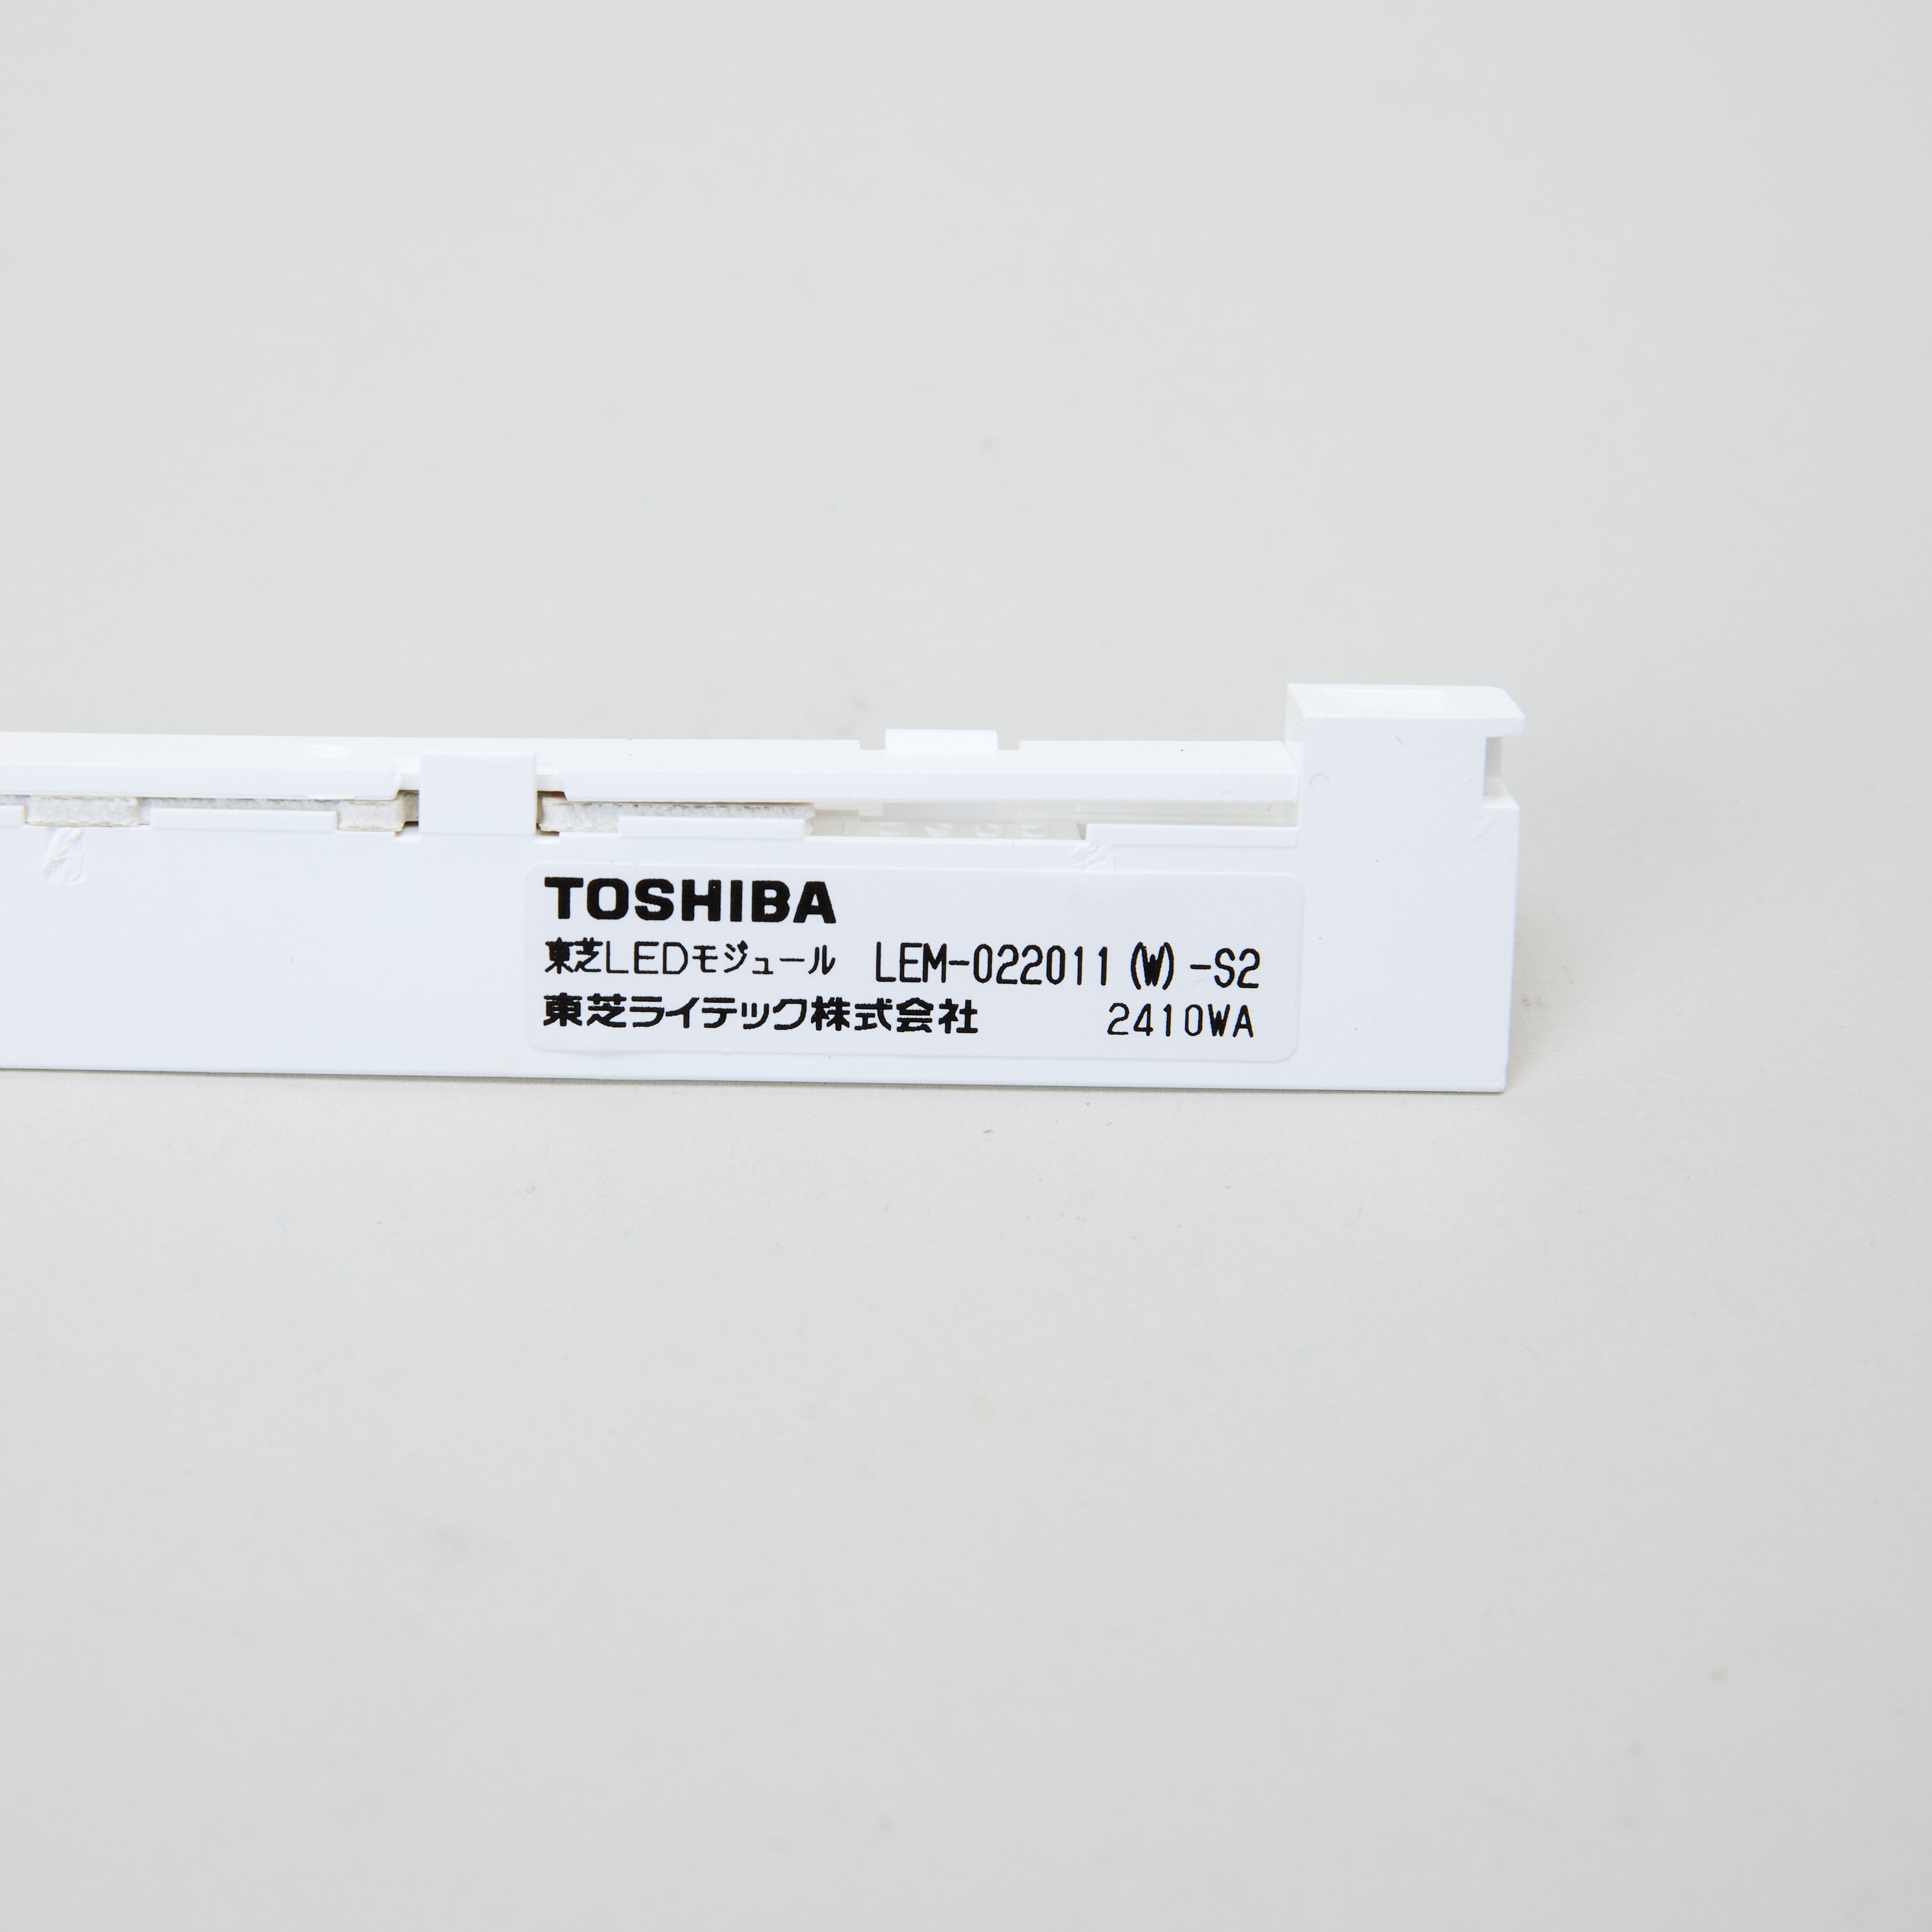 TOSHIBA
東芝LEDモジュール LEM-022011(W)-S2
東芝ライテック株式会社 2410WA